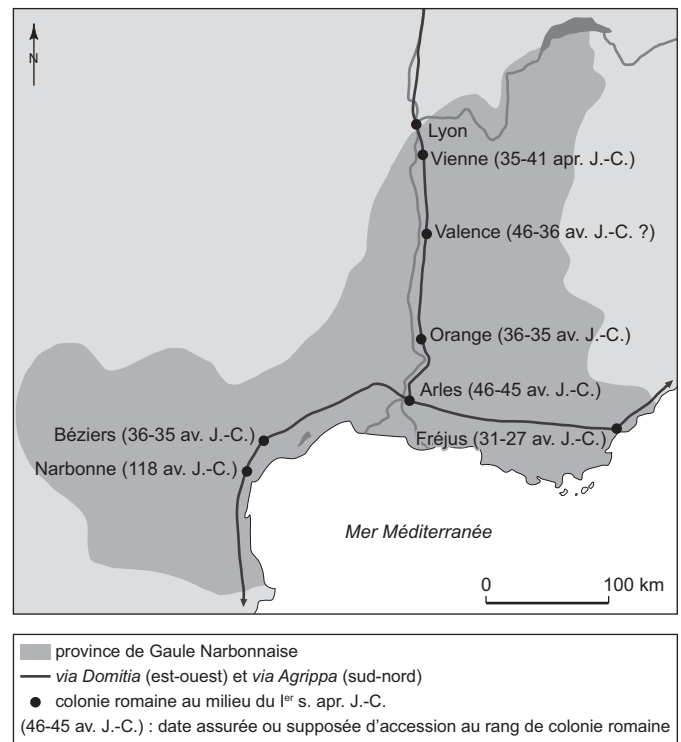 N
Lyon
Vienne (35-41 apr. J.-C.)
Valence (46-36 av. J.-C. ?)
Orange (36-35 av. J.-C.)
Arles (46-45 av. J.-C.)
Béziers (36-35 av. J.-C.)
Fréjus (31-27 av. J.-C.)
Narbonne (118 av. J.-C.)
Mer Méditerranée
0 100 km
province de Gaule Narbonnaise
via Domitia (est-ouest) et via Agrippa (sud-nord)
colonie romaine au milieu du Ier s. apr. J.-C.
(46-45 av. J.-C.) : date assurée ou supposée d’accession au rang de colonie romaine